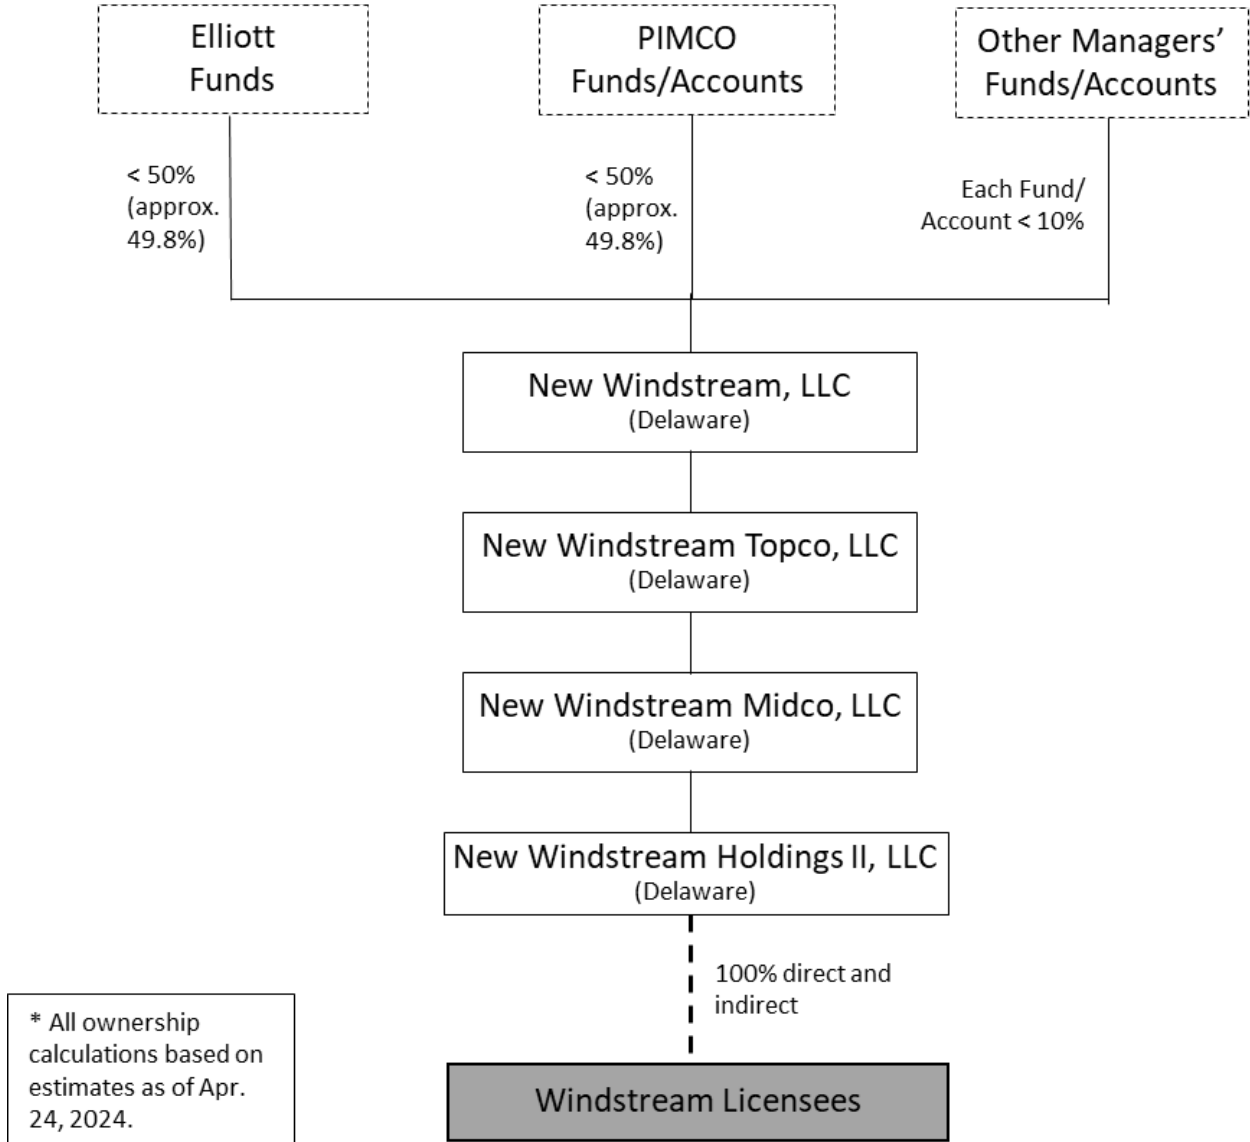 Elliott
Funds
PIMCO
Funds/Accounts
Other Managers’
Funds/Accounts
< 50%
(approx.
49.8%)
< 50%
(approx.
49.8%)
Each Fund/
Account < 10%
New Windstream, LLC
(Delaware)
New Windstream Topco, LLC
(Delaware)
New Windstream Midco, LLC
(Delaware)
New Windstream Holdings II, LLC
(Delaware)
100% direct and
indirect
* All ownership
calculations based on
estimates as of Apr.
24, 2024.
Windstream Licensees